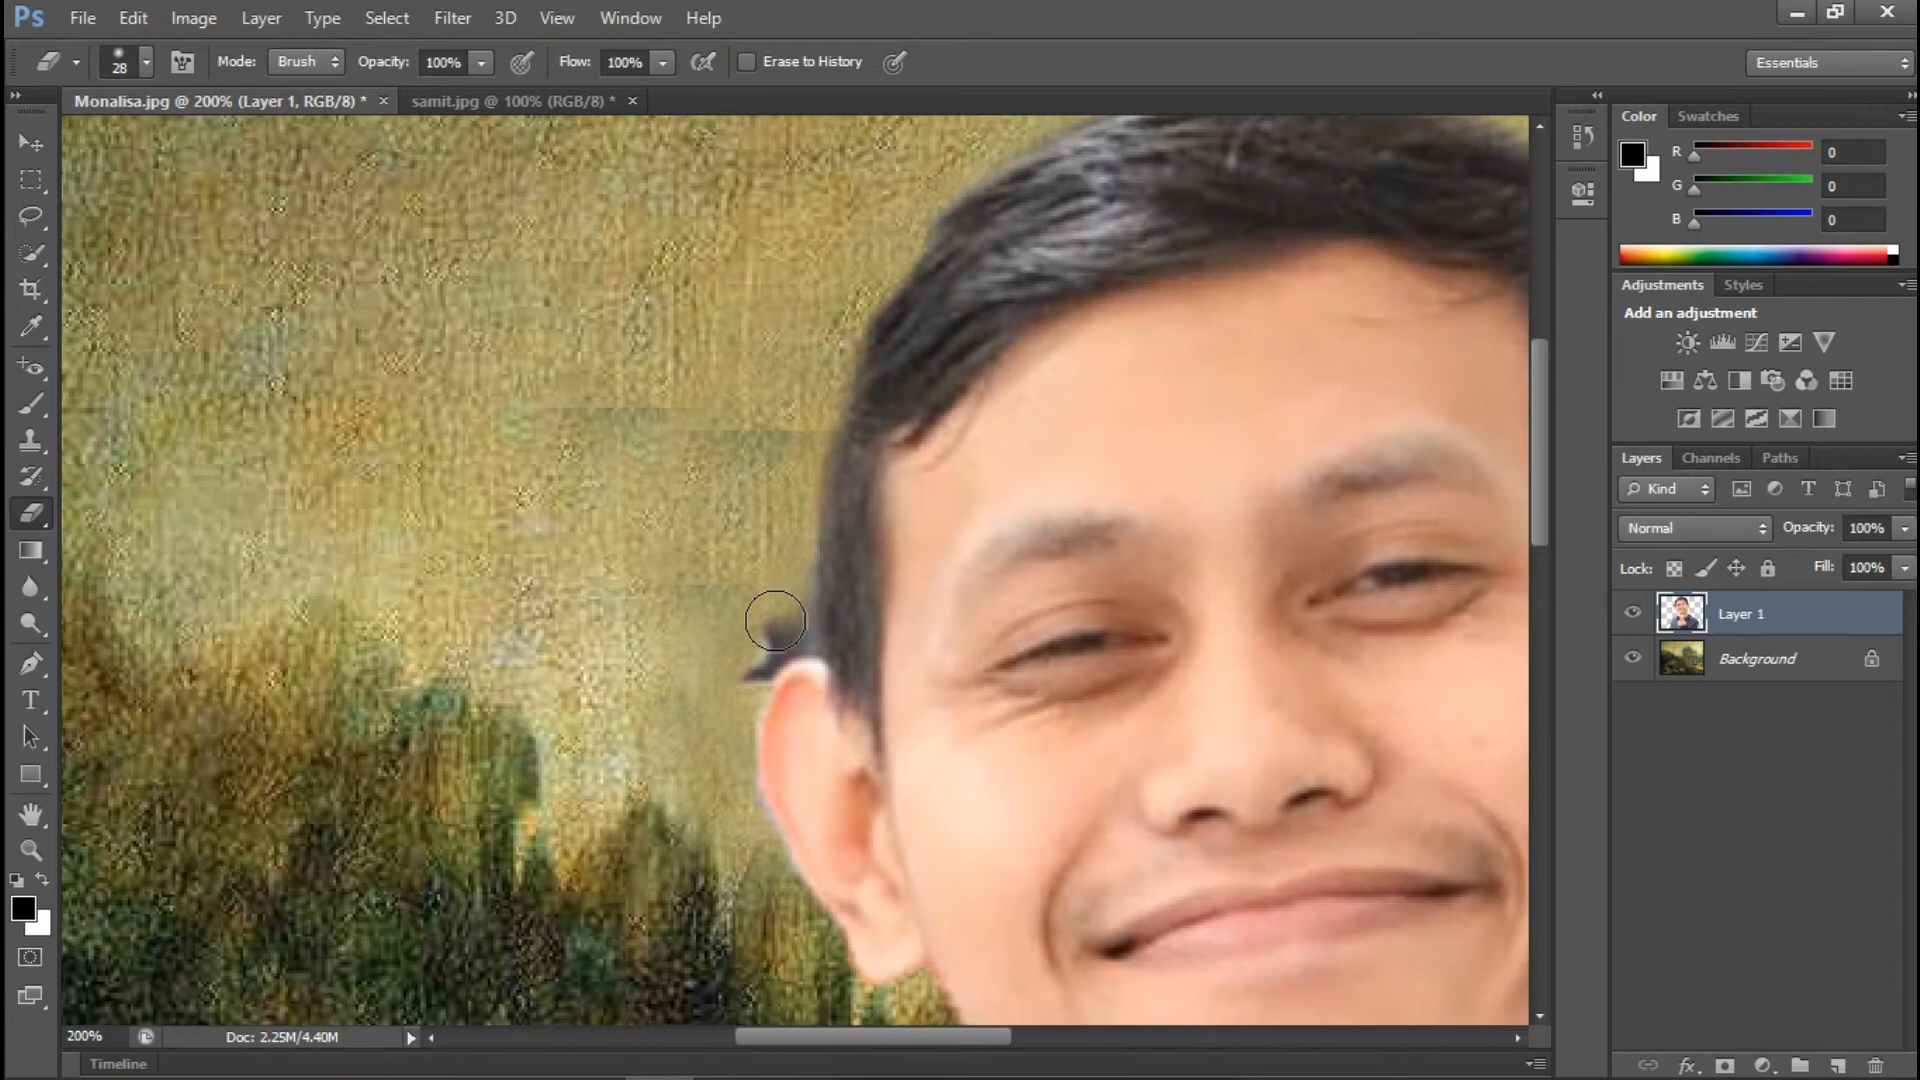 Ps File Edit Image Layer Type Select Filter 3D View Window Help
28 Mode: Brush Opacity: 100% Flow: 100% Erase to History Essentials
Monalisa.jpg @ 200% (Layer 1, RGB/8) * × samit.jpg @ 100% (RGB/8) * ×
Color Swatches
R 0
G 0
B 0
Adjustments Styles
Add an adjustment
Layers Channels Paths
Kind
Normal Opacity: 100%
Lock: Fill: 100%
Layer 1
Background
200% Doc: 2.25M/4.40M
Timeline